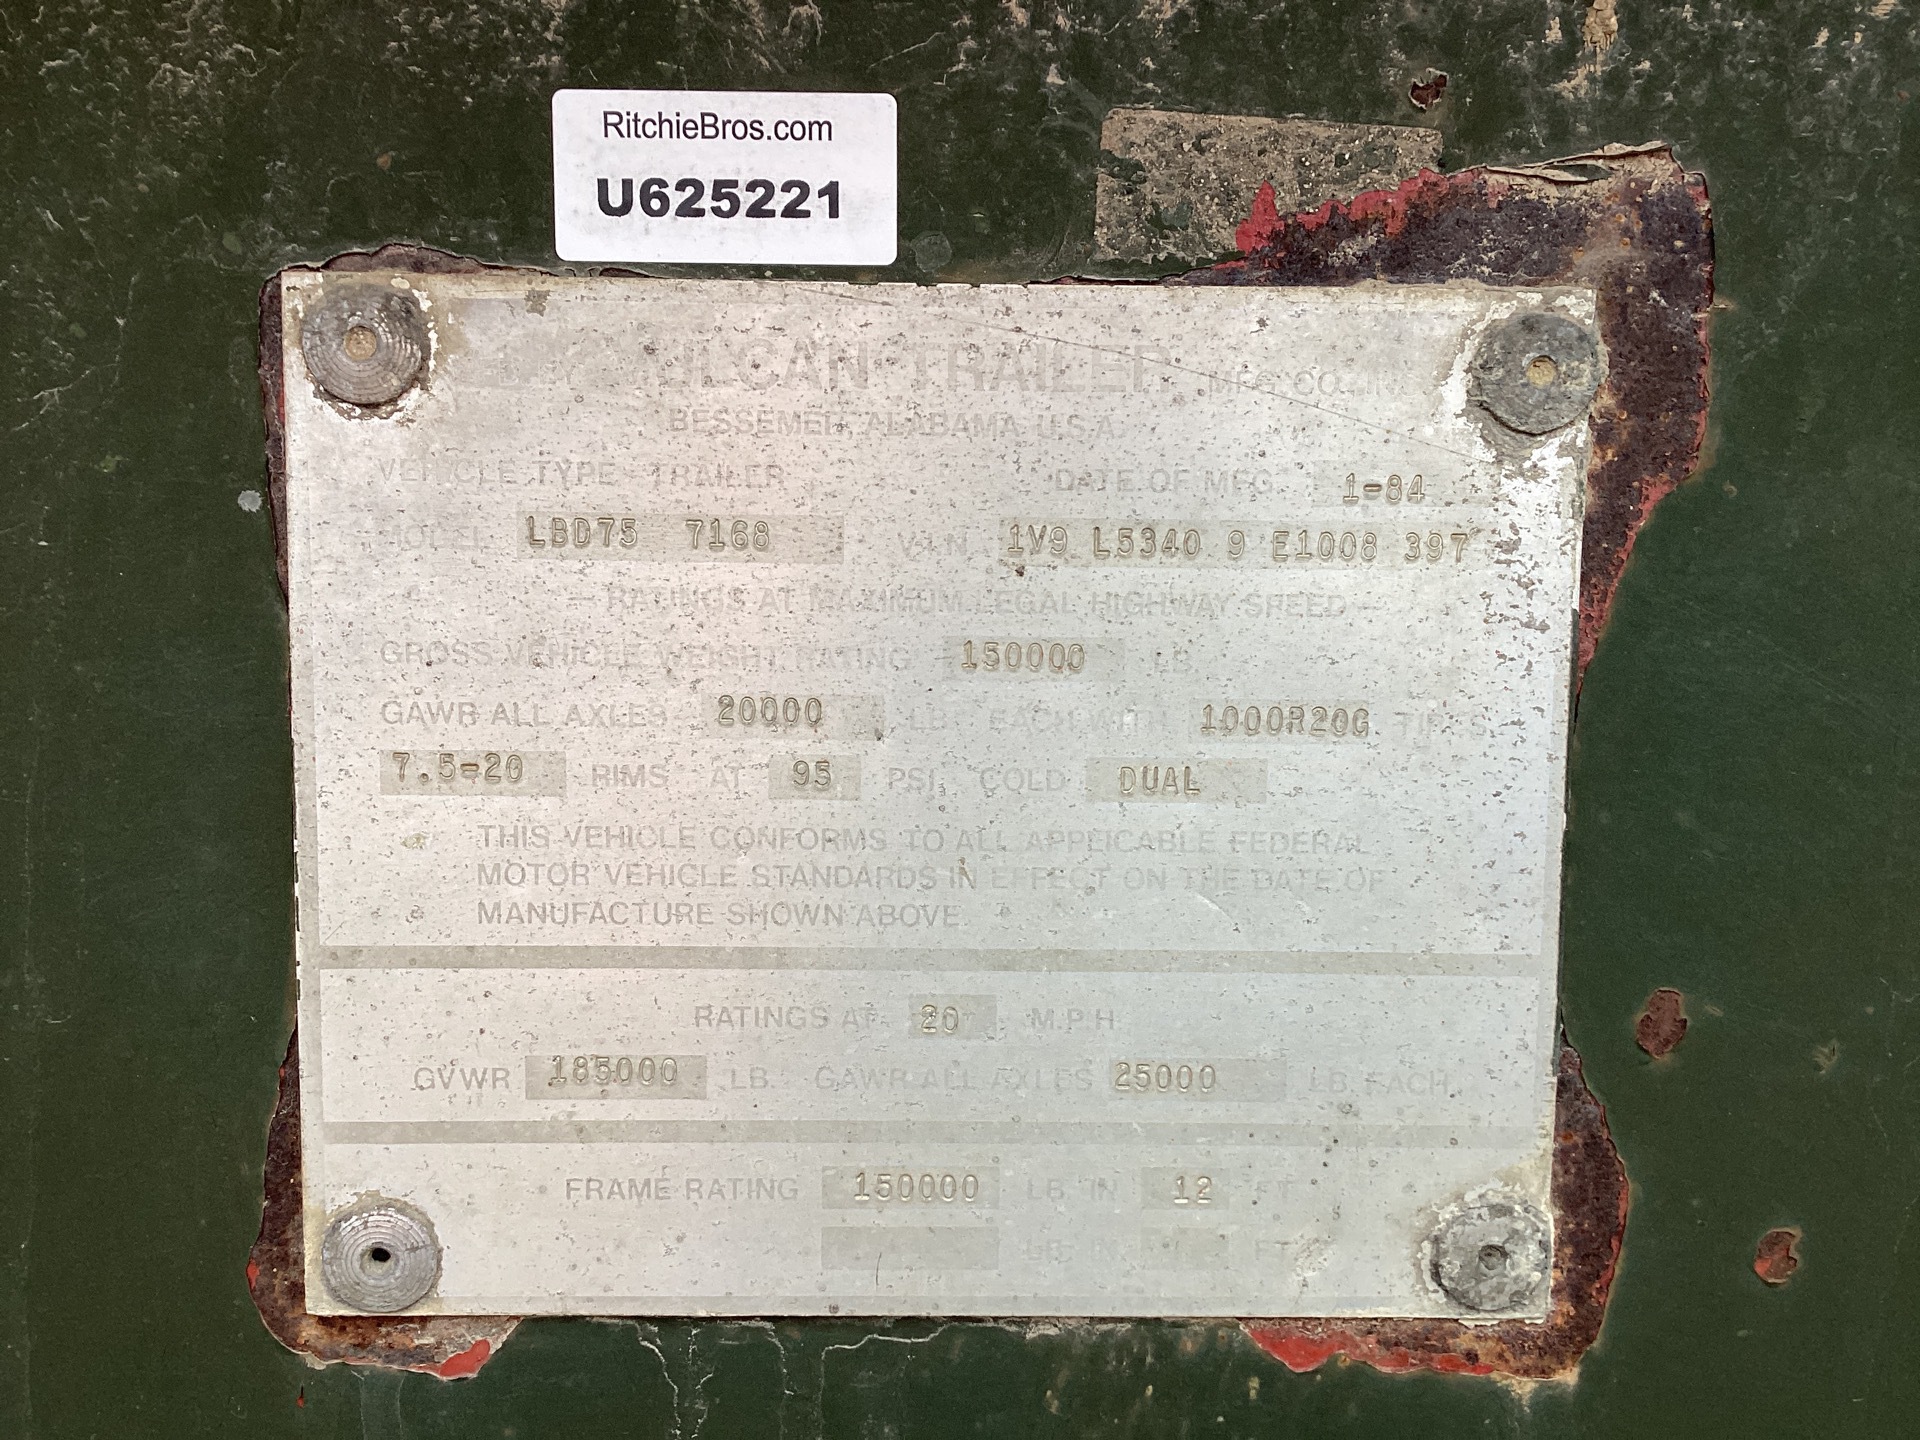 RitchieBros.com
U625221
VULCAN TRAILER MFG. CO., IN
BESSEMER, ALABAMA U.S.A.
VEHICLE TYPE TRAILER DATE OF MFG. 1-84
MODEL LBD75 7168 V.I.N. 1V9 L5340 9 E1008 397
— RATINGS AT MAXIMUM LEGAL HIGHWAY SPEED —
GROSS VEHICLE WEIGHT RATING 150000 LB.
GAWR ALL AXLES 20000 LB. EACH WITH 1000R20G TIRES
7.5-20 RIMS AT 95 PSI COLD DUAL
THIS VEHICLE CONFORMS TO ALL APPLICABLE FEDERAL
MOTOR VEHICLE STANDARDS IN EFFECT ON THE DATE OF
MANUFACTURE SHOWN ABOVE.
RATINGS AT 20 M.P.H.
GVWR 185000 LB. GAWR ALL AXLES 25000 LB. EACH
FRAME RATING 150000 LB. IN 12 FT.
LB. IN FT.